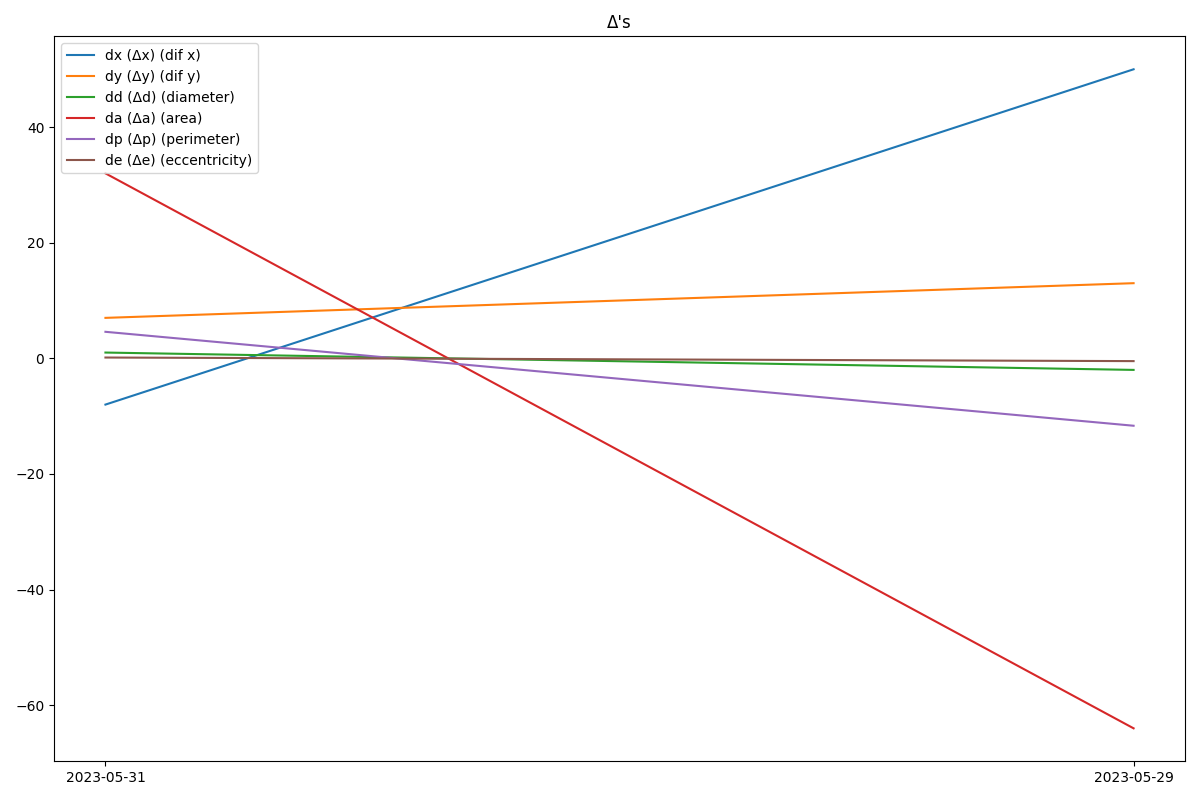 Δ's
dx (Δx) (dif x)
dy (Δy) (dif y)
dd (Δd) (diameter)
da (Δa) (area)
dp (Δp) (perimeter)
de (Δe) (eccentricity)
40
20
0
−20
−40
−60
2023-05-31 2023-05-29